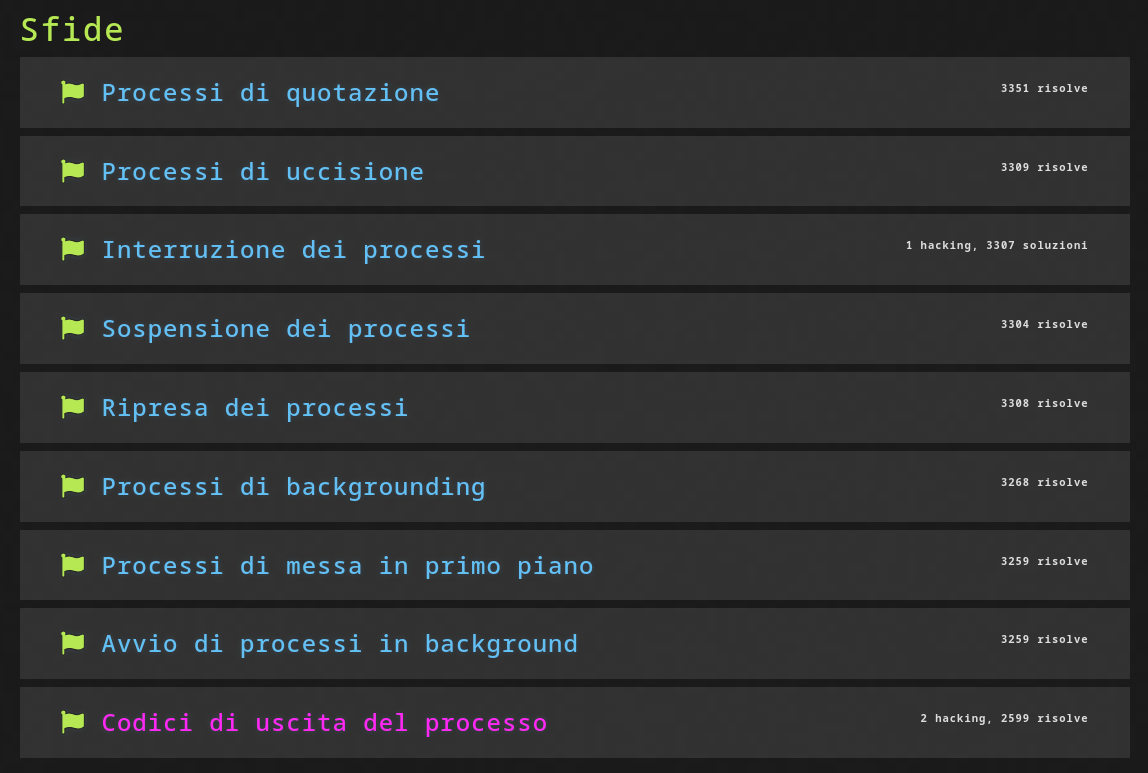 Sfide
Processi di quotazione
3351 risolve
Processi di uccisione
3309 risolve
Interruzione dei processi
1 hacking, 3307 soluzioni
Sospensione dei processi
3304 risolve
Ripresa dei processi
3308 risolve
Processi di backgrounding
3268 risolve
Processi di messa in primo piano
3259 risolve
Avvio di processi in background
3259 risolve
Codici di uscita del processo
2 hacking, 2599 risolve